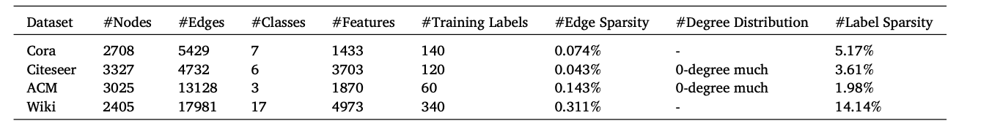 Dataset #Nodes #Edges #Classes #Features #Training Labels #Edge Sparsity #Degree Distribution #Label Sparsity
Cora 2708 5429 7 1433 140 0.074% - 5.17%
Citeseer 3327 4732 6 3703 120 0.043% 0-degree much 3.61%
ACM 3025 13128 3 1870 60 0.143% 0-degree much 1.98%
Wiki 2405 17981 17 4973 340 0.311% - 14.14%